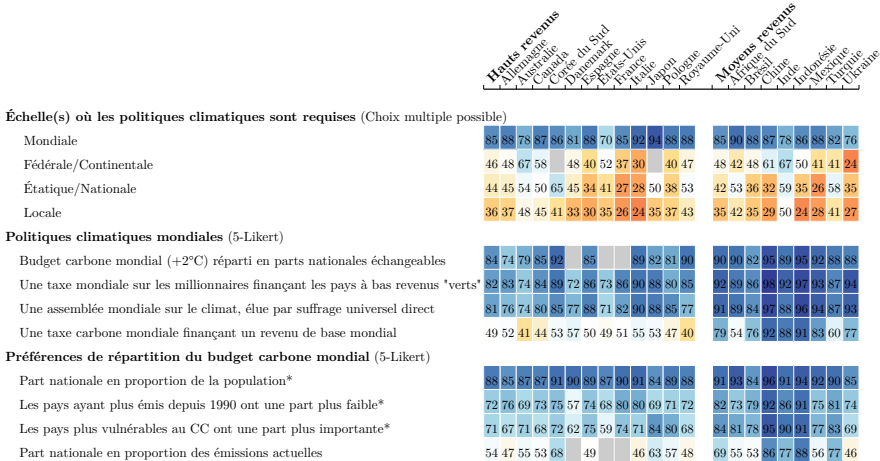 Hauts revenus
Allemagne
Australie
Canada
Corée du Sud
Danemark
Espagne
États-Unis
France
Italie
Japon
Pologne
Royaume-Uni
Moyens revenus
Afrique du Sud
Brésil
Chine
Inde
Indonésie
Mexique
Turquie
Ukraine
Échelle(s) où les politiques climatiques sont requises (Choix multiple possible)
Mondiale 85 88 78 87 86 81 88 70 85 92 94 88 88 85 90 88 87 78 86 88 82 76
Fédérale/Continentale 46 48 67 58 48 40 52 37 30 40 47 48 42 48 61 67 50 41 41 24
Étatique/Nationale 44 45 54 50 65 45 34 41 27 28 50 38 53 42 53 36 32 59 35 26 58 35
Locale 36 37 48 45 41 33 30 35 26 24 35 37 43 35 42 35 29 50 24 28 41 27
Politiques climatiques mondiales (5-Likert)
Budget carbone mondial (+2°C) réparti en parts nationales échangeables 84 74 79 85 92 85 89 82 81 90 90 90 82 95 89 95 92 88 88
Une taxe mondiale sur les millionnaires finançant les pays à bas revenus "verts" 82 83 74 84 89 72 86 73 86 90 88 80 85 92 89 86 98 92 97 93 87 94
Une assemblée mondiale sur le climat, élue par suffrage universel direct 81 76 74 80 85 77 88 71 82 90 88 85 77 91 89 84 97 88 96 94 87 93
Une taxe carbone mondiale finançant un revenu de base mondial 49 52 41 44 53 57 50 49 51 55 53 47 40 79 54 76 92 88 91 83 60 77
Préférences de répartition du budget carbone mondial (5-Likert)
Part nationale en proportion de la population* 88 85 87 87 91 90 89 87 90 91 84 89 88 91 93 84 96 91 94 92 90 85
Les pays ayant plus émis depuis 1990 ont une part plus faible* 72 76 69 73 75 57 74 68 80 80 69 71 72 82 73 79 92 86 91 75 81 74
Les pays plus vulnérables au CC ont une part plus importante* 71 67 71 68 72 62 75 59 74 71 84 80 68 84 81 78 95 90 91 77 83 69
Part nationale en proportion des émissions actuelles 54 47 55 53 68 49 46 63 57 48 69 55 53 86 77 88 56 77 46